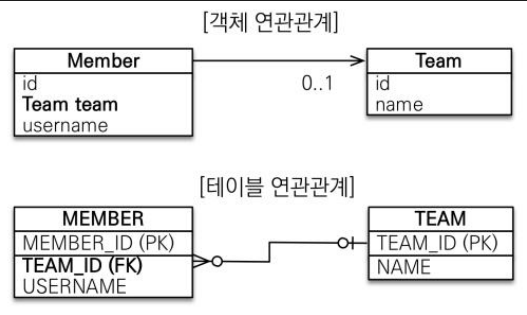 [객체 연관관계]
Member
id
Team team
username
0..1
Team
id
name
[테이블 연관관계]
MEMBER
MEMBER_ID (PK)
TEAM_ID (FK)
USERNAME
TEAM
TEAM_ID (PK)
NAME